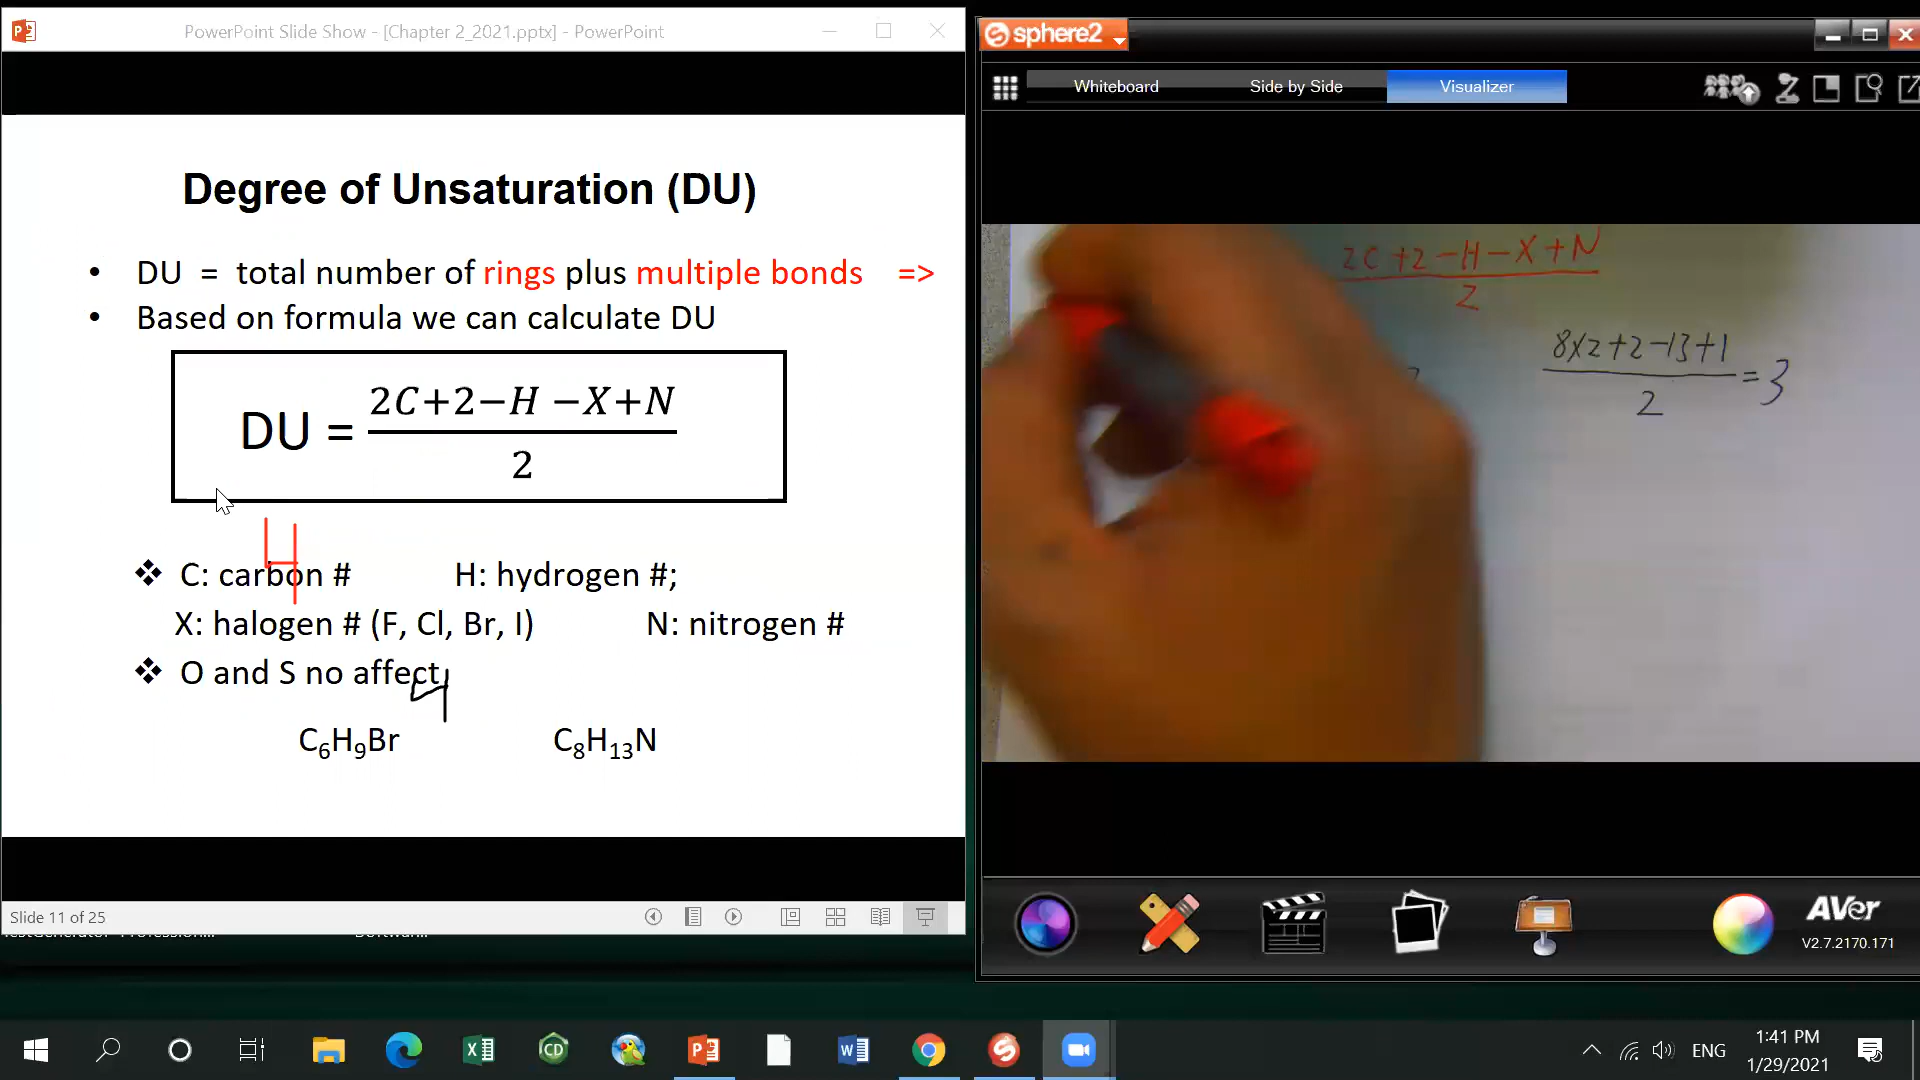 PowerPoint Slide Show - [Chapter 2_2021.pptx] - PowerPoint
Degree of Unsaturation (DU)
• DU = total number of rings plus multiple bonds =>
• Based on formula we can calculate DU
DU = 2C+2−H −X+N
2
H
❖ C: carbon # H: hydrogen #;
X: halogen # (F, Cl, Br, I) N: nitrogen #
❖ O and S no affect
C₆H₉Br C₈H₁₃N
Slide 11 of 25
sphere2
Whiteboard Side by Side Visualizer
2C+2-H-X+N
2
8x2+2-13+1
2
=3
AVer
V2.7.2170.171
ENG
1:41 PM
1/29/2021